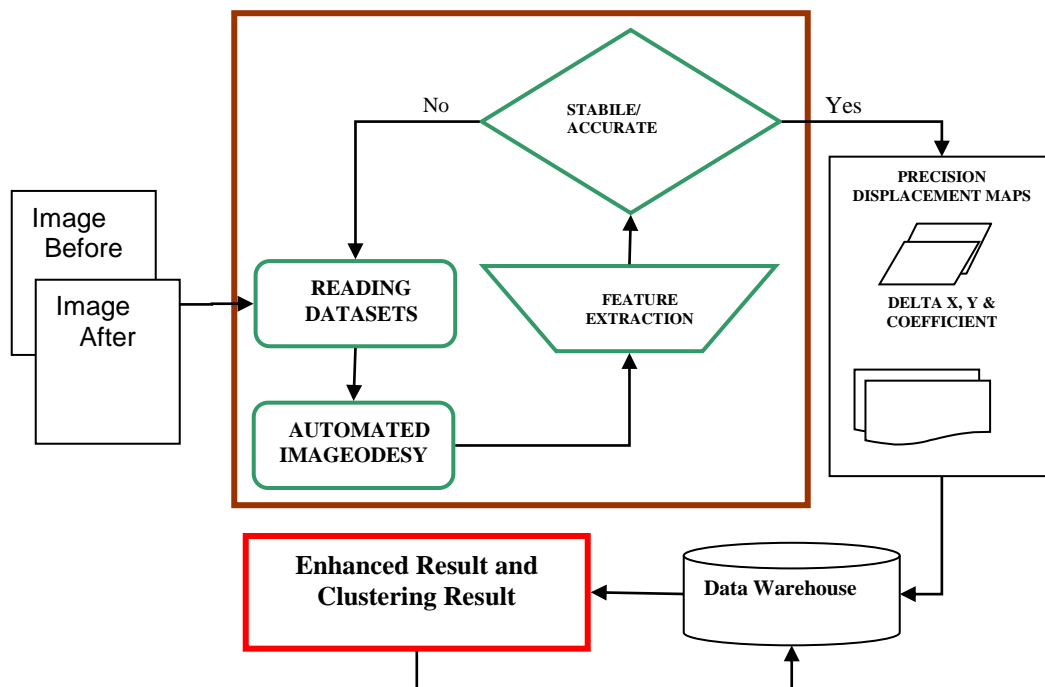 No
STABILE/
ACCURATE
Yes
Image
Before
Image
After
READING
DATASETS
FEATURE
EXTRACTION
PRECISION
DISPLACEMENT MAPS
DELTA X, Y &
COEFFICIENT
AUTOMATED
IMAGEODESY
Enhanced Result and
Clustering Result
Data Warehouse